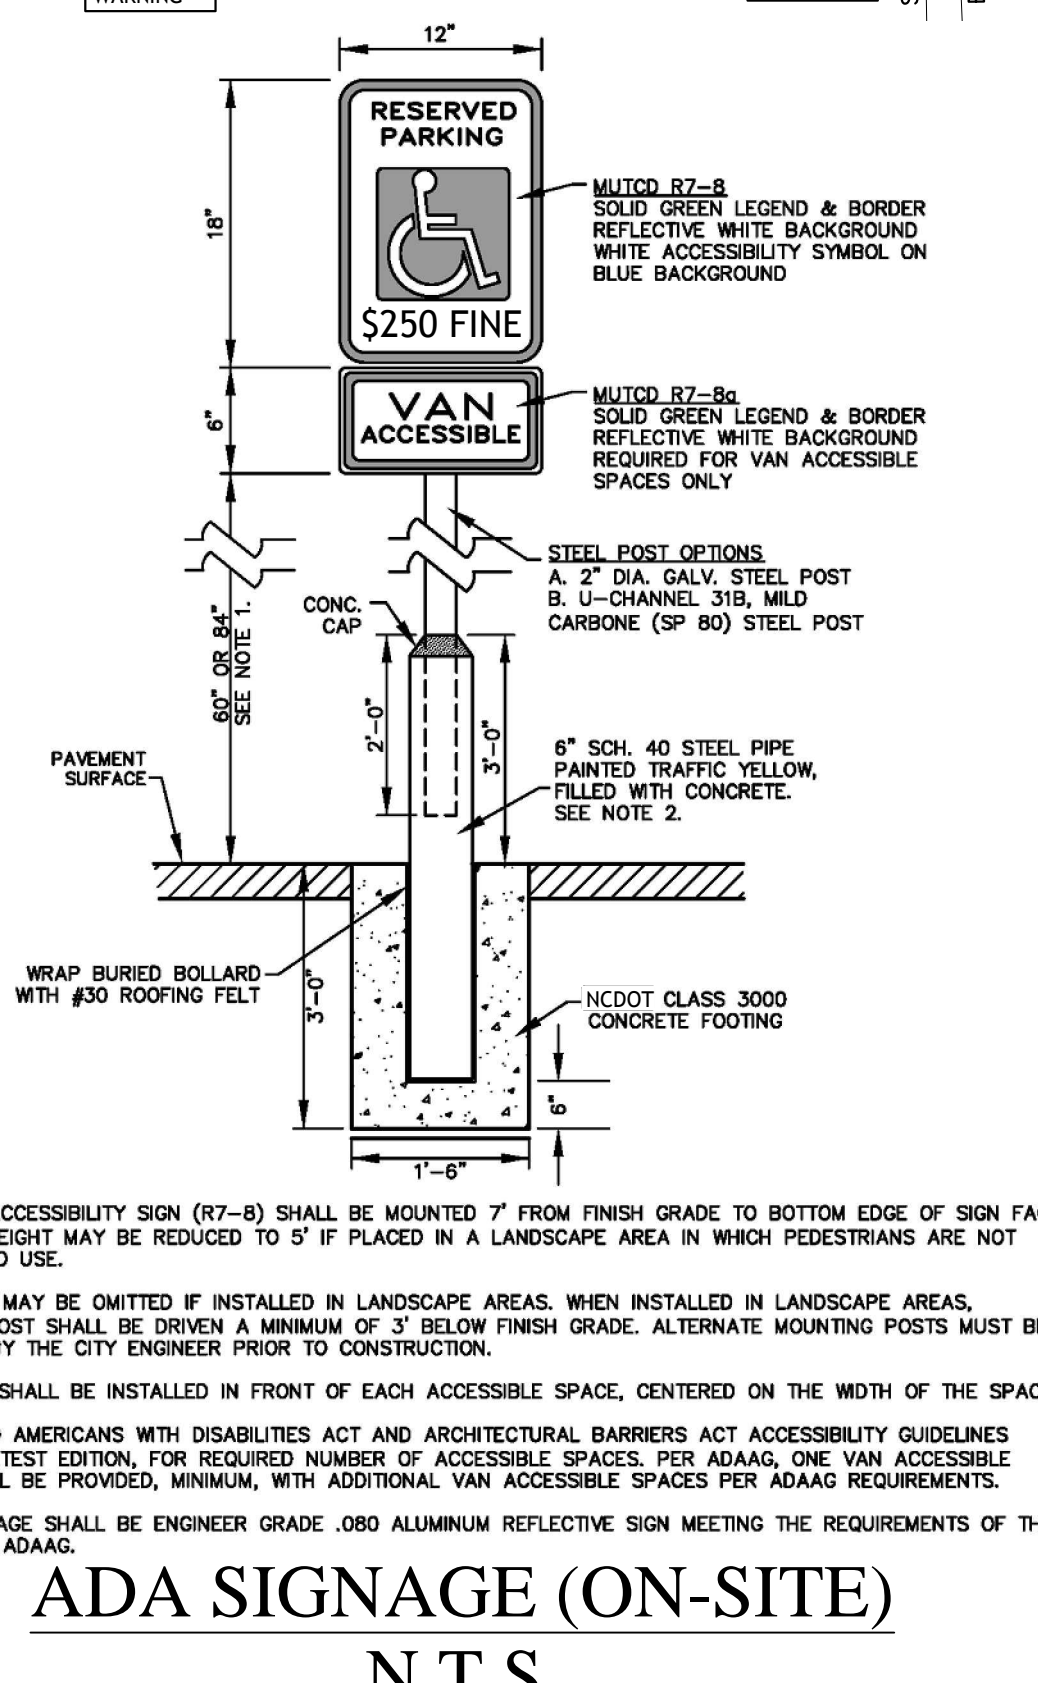 WARNING
12"
RESERVED
PARKING
18"
MUTCD R7-8
SOLID GREEN LEGEND & BORDER
REFLECTIVE WHITE BACKGROUND
WHITE ACCESSIBILITY SYMBOL ON
BLUE BACKGROUND
$250 FINE
6"
VAN
ACCESSIBLE
MUTCD R7-8a
SOLID GREEN LEGEND & BORDER
REFLECTIVE WHITE BACKGROUND
REQUIRED FOR VAN ACCESSIBLE
SPACES ONLY
STEEL POST OPTIONS
A. 2" DIA. GALV. STEEL POST
B. U-CHANNEL 31B, MILD
CARBONE (SP 80) STEEL POST
CONC.
CAP
60" OR 84"
SEE NOTE 1.
2'-0"
3'-0"
6" SCH. 40 STEEL PIPE
PAINTED TRAFFIC YELLOW,
FILLED WITH CONCRETE.
SEE NOTE 2.
PAVEMENT
SURFACE
WRAP BURIED BOLLARD
WITH #30 ROOFING FELT
3'-0"
NCDOT CLASS 3000
CONCRETE FOOTING
6"
1'-6"
CCESSIBILITY SIGN (R7-8) SHALL BE MOUNTED 7' FROM FINISH GRADE TO BOTTOM EDGE OF SIGN FA
EIGHT MAY BE REDUCED TO 5' IF PLACED IN A LANDSCAPE AREA IN WHICH PEDESTRIANS ARE NOT
USE.
MAY BE OMITTED IF INSTALLED IN LANDSCAPE AREAS. WHEN INSTALLED IN LANDSCAPE AREAS,
OST SHALL BE DRIVEN A MINIMUM OF 3' BELOW FINISH GRADE. ALTERNATE MOUNTING POSTS MUST B
Y THE CITY ENGINEER PRIOR TO CONSTRUCTION.
SHALL BE INSTALLED IN FRONT OF EACH ACCESSIBLE SPACE, CENTERED ON THE WIDTH OF THE SPAC
AMERICANS WITH DISABILITIES ACT AND ARCHITECTURAL BARRIERS ACT ACCESSIBILITY GUIDELINES
TEST EDITION, FOR REQUIRED NUMBER OF ACCESSIBLE SPACES. PER ADAAG, ONE VAN ACCESSIBLE
L BE PROVIDED, MINIMUM, WITH ADDITIONAL VAN ACCESSIBLE SPACES PER ADAAG REQUIREMENTS.
AGE SHALL BE ENGINEER GRADE .080 ALUMINUM REFLECTIVE SIGN MEETING THE REQUIREMENTS OF TH
ADAAG.
ADA SIGNAGE (ON-SITE)
N.T.S.